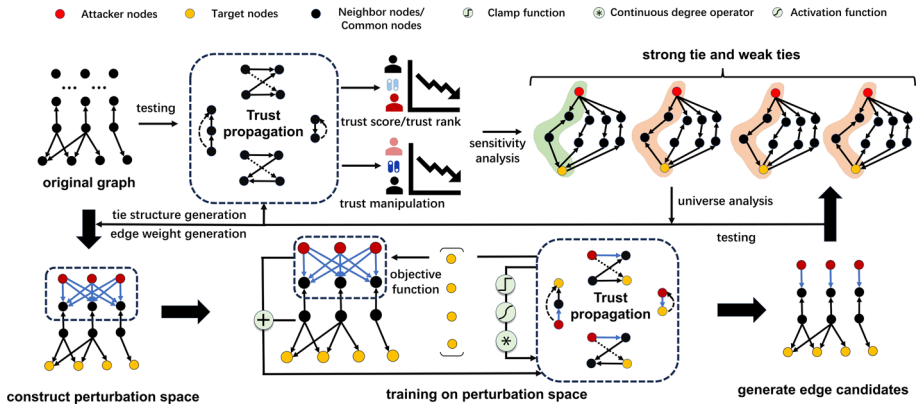 Attacker nodes
Target nodes
Neighbor nodes/
Common nodes
Clamp function
Continuous degree operator
Activation function
strong tie and weak ties
... ...
testing
Trust
propagation
trust score/trust rank
sensitivity
analysis
original graph
trust manipulation
universe analysis
tie structure generation
edge weight generation
testing
objective
function
Trust
propagation
construct perturbation space
training on perturbation space
generate edge candidates